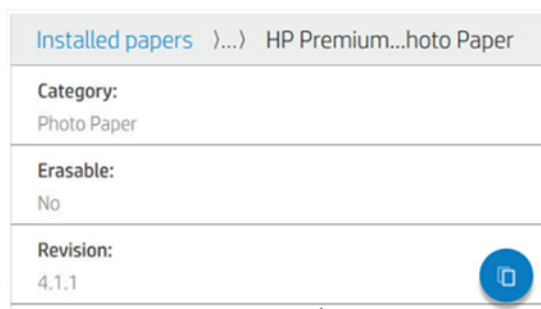 Installed papers ⟩...⟩ HP Premium...hoto Paper
Category:
Photo Paper
Erasable:
No
Revision:
4.1.1